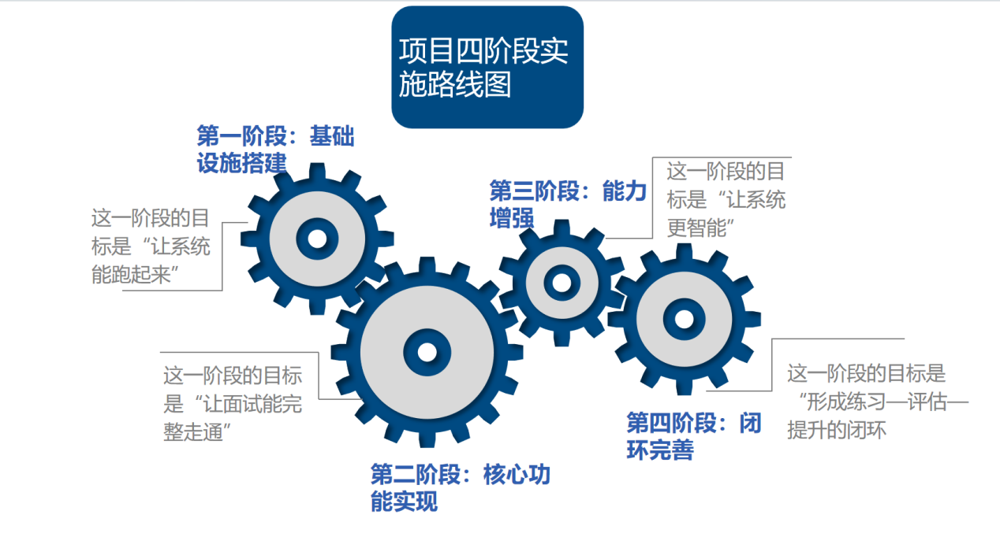 项目四阶段实
施路线图
第一阶段：基础
设施搭建
这一阶段的目
标是“让系统
能跑起来”
这一阶段的目标
是“让面试能完
整走通”
第二阶段：核心功
能实现
第三阶段：能力
增强
这一阶段的目
标是“让系统
更智能”
第四阶段：闭
环完善
这一阶段的目标是
“形成练习—评估—
提升的闭环